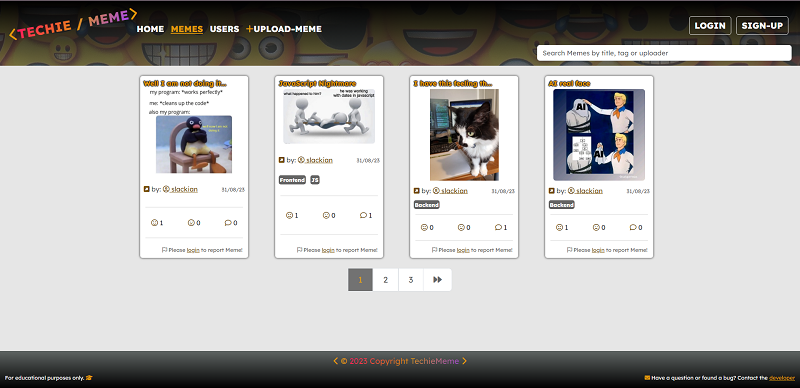 <TECHIE / MEME>
HOME MEMES USERS +UPLOAD-MEME
LOGIN SIGN-UP
Search Memes by title, tag or uploader
Well I am not doing it...
my program: *works perfectly*
me: *cleans up the code*
also my program:
by: slackian
31/08/23
1 0 0
Please login to report Meme!
JavaScript Nightmare
what happened to him?
he was working
with dates in javascript
by: slackian
31/08/23
Frontend JS
1 0 1
Please login to report Meme!
I have this feeling th...
by: slackian
31/08/23
Backend
0 0 1
Please login to report Meme!
AI real face
AI
AI
by: slackian
31/08/23
Backend
1 0 0
Please login to report Meme!
1 2 3
< © 2023 Copyright TechieMeme >
For educational purposes only.
Have a question or found a bug? Contact the developer